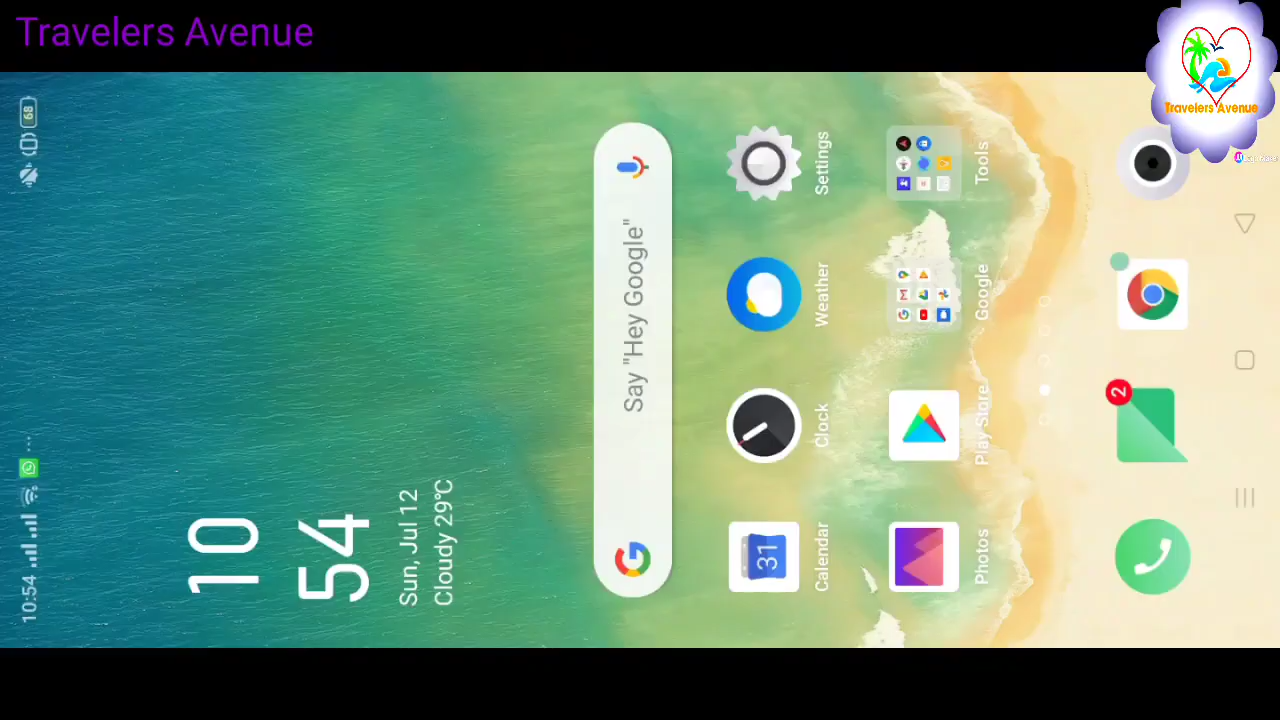 Travelers Avenue
Travelers Avenue
10:54
68
10
54
Sun, Jul 12
Cloudy 29℃
Say "Hey Google"
31
Calendar
Clock
Weather
Settings
Photos
Play Store
Google
Tools
2